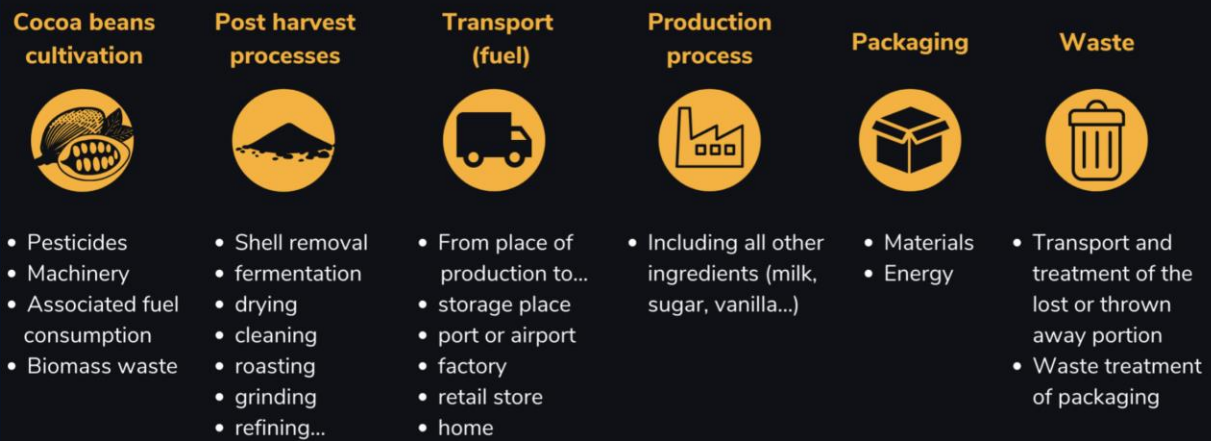 Cocoa beans
cultivation
• Pesticides
• Machinery
• Associated fuel
consumption
• Biomass waste
Post harvest
processes
• Shell removal
• fermentation
• drying
• cleaning
• roasting
• grinding
• refining...
Transport
(fuel)
• From place of
production to...
• storage place
• port or airport
• factory
• retail store
• home
Production
process
• Including all other
ingredients (milk,
sugar, vanilla...)
Packaging
• Materials
• Energy
Waste
• Transport and
treatment of the
lost or thrown
away portion
• Waste treatment
of packaging